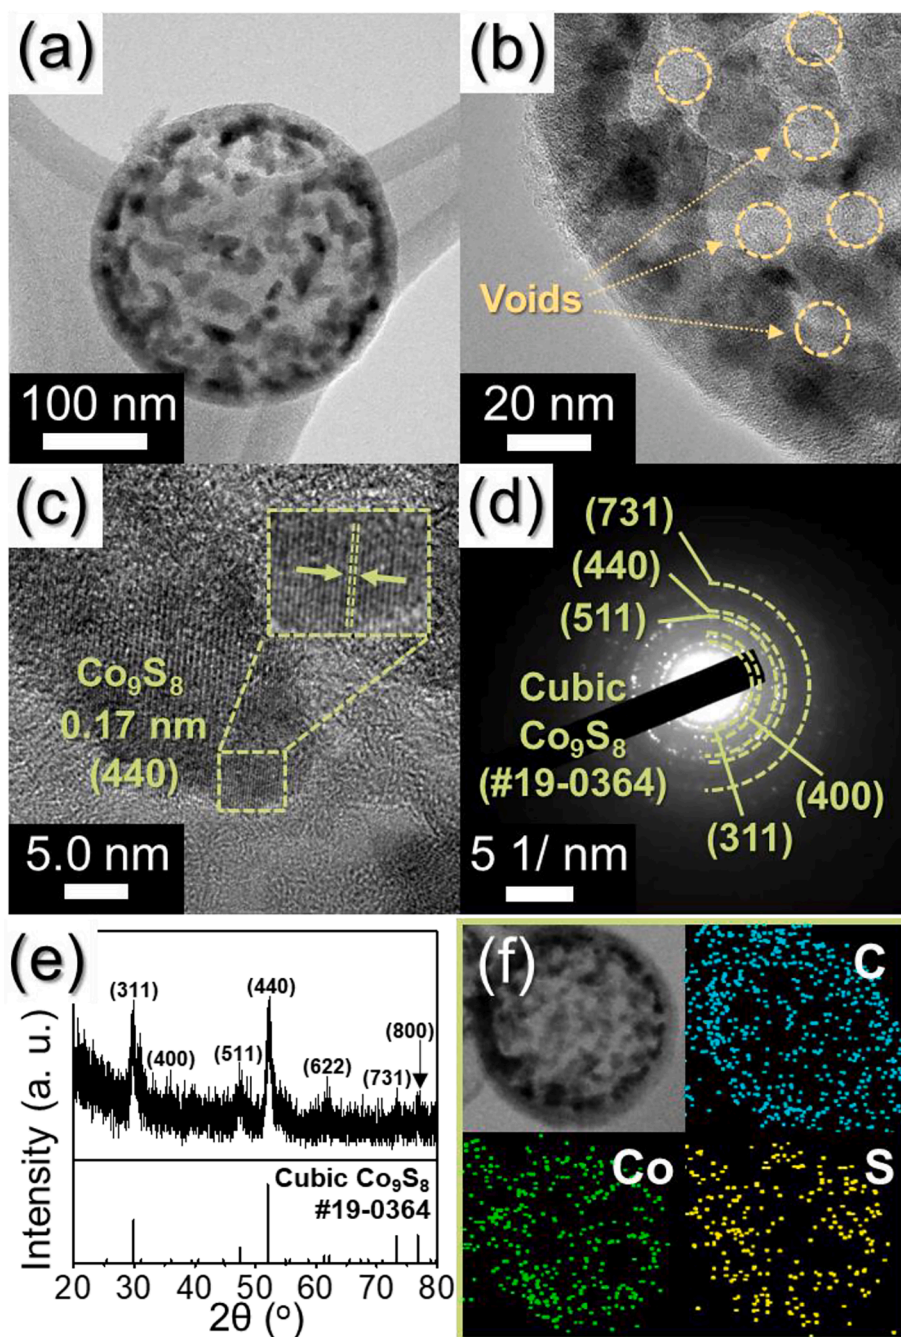 (a)
100 nm
(b)
Voids
20 nm
(c)
Co₉S₈
0.17 nm
(440)
5.0 nm
(d)
(731)
(440)
(511)
Cubic
Co₉S₈
(#19-0364)
(400)
(311)
5 1/ nm
(e)
Intensity (a. u.)
(311)
(400)
(511)
(440)
(622)
(731)
(800)
Cubic Co₉S₈
#19-0364
20 30 40 50 60 70 80
2θ (°)
(f)
C
Co
S